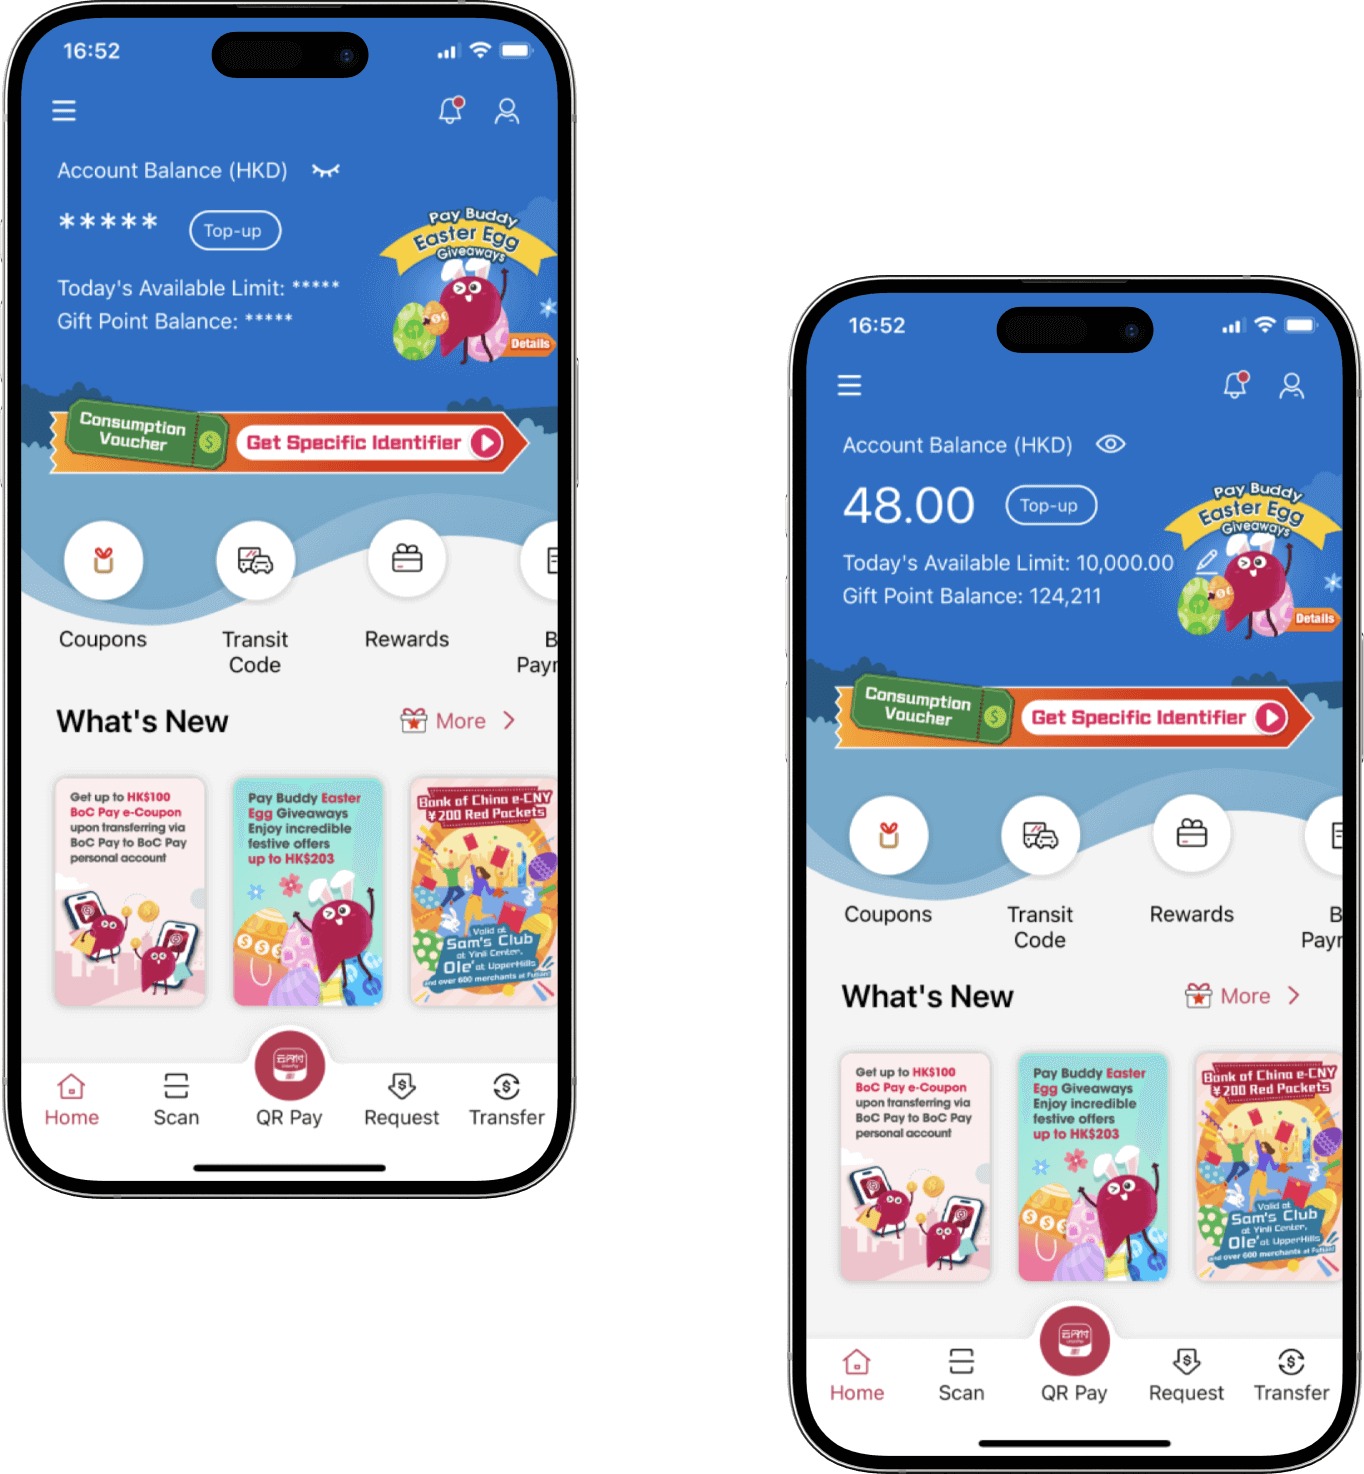 16:52
Account Balance (HKD)
*****
Top-up
Today's Available Limit: *****
Gift Point Balance: *****
Pay Buddy
Easter Egg
Giveaways
Details
Consumption
Voucher
Get Specific Identifier
Coupons
Transit
Code
Rewards
B
Payr
What's New
More
Get up to HK$100
BoC Pay e-Coupon
upon transferring via
BoC Pay to BoC Pay
personal account
Pay Buddy Easter
Egg Giveaways
Enjoy incredible
festive offers
up to HK$203
Bank of China e-CNY
¥200 Red Packets
Valid at
Sam's Club
at Yinli Center,
Ole' at UpperHills
and over 600 merchants at Futian!
云闪付
Home
Scan
QR Pay
Request
Transfer
16:52
Account Balance (HKD)
48.00
Top-up
Today's Available Limit: 10,000.00
Gift Point Balance: 124,211
Pay Buddy
Easter Egg
Giveaways
Details
Consumption
Voucher
Get Specific Identifier
Coupons
Transit
Code
Rewards
B
Payr
What's New
More
Get up to HK$100
BoC Pay e-Coupon
upon transferring via
BoC Pay to BoC Pay
personal account
Pay Buddy Easter
Egg Giveaways
Enjoy incredible
festive offers
up to HK$203
Bank of China e-CNY
¥200 Red Packets
Valid at
Sam's Club
at Yinli Center,
Ole' at UpperHills
and over 600 merchants at Futian!
云闪付
Home
Scan
QR Pay
Request
Transfer